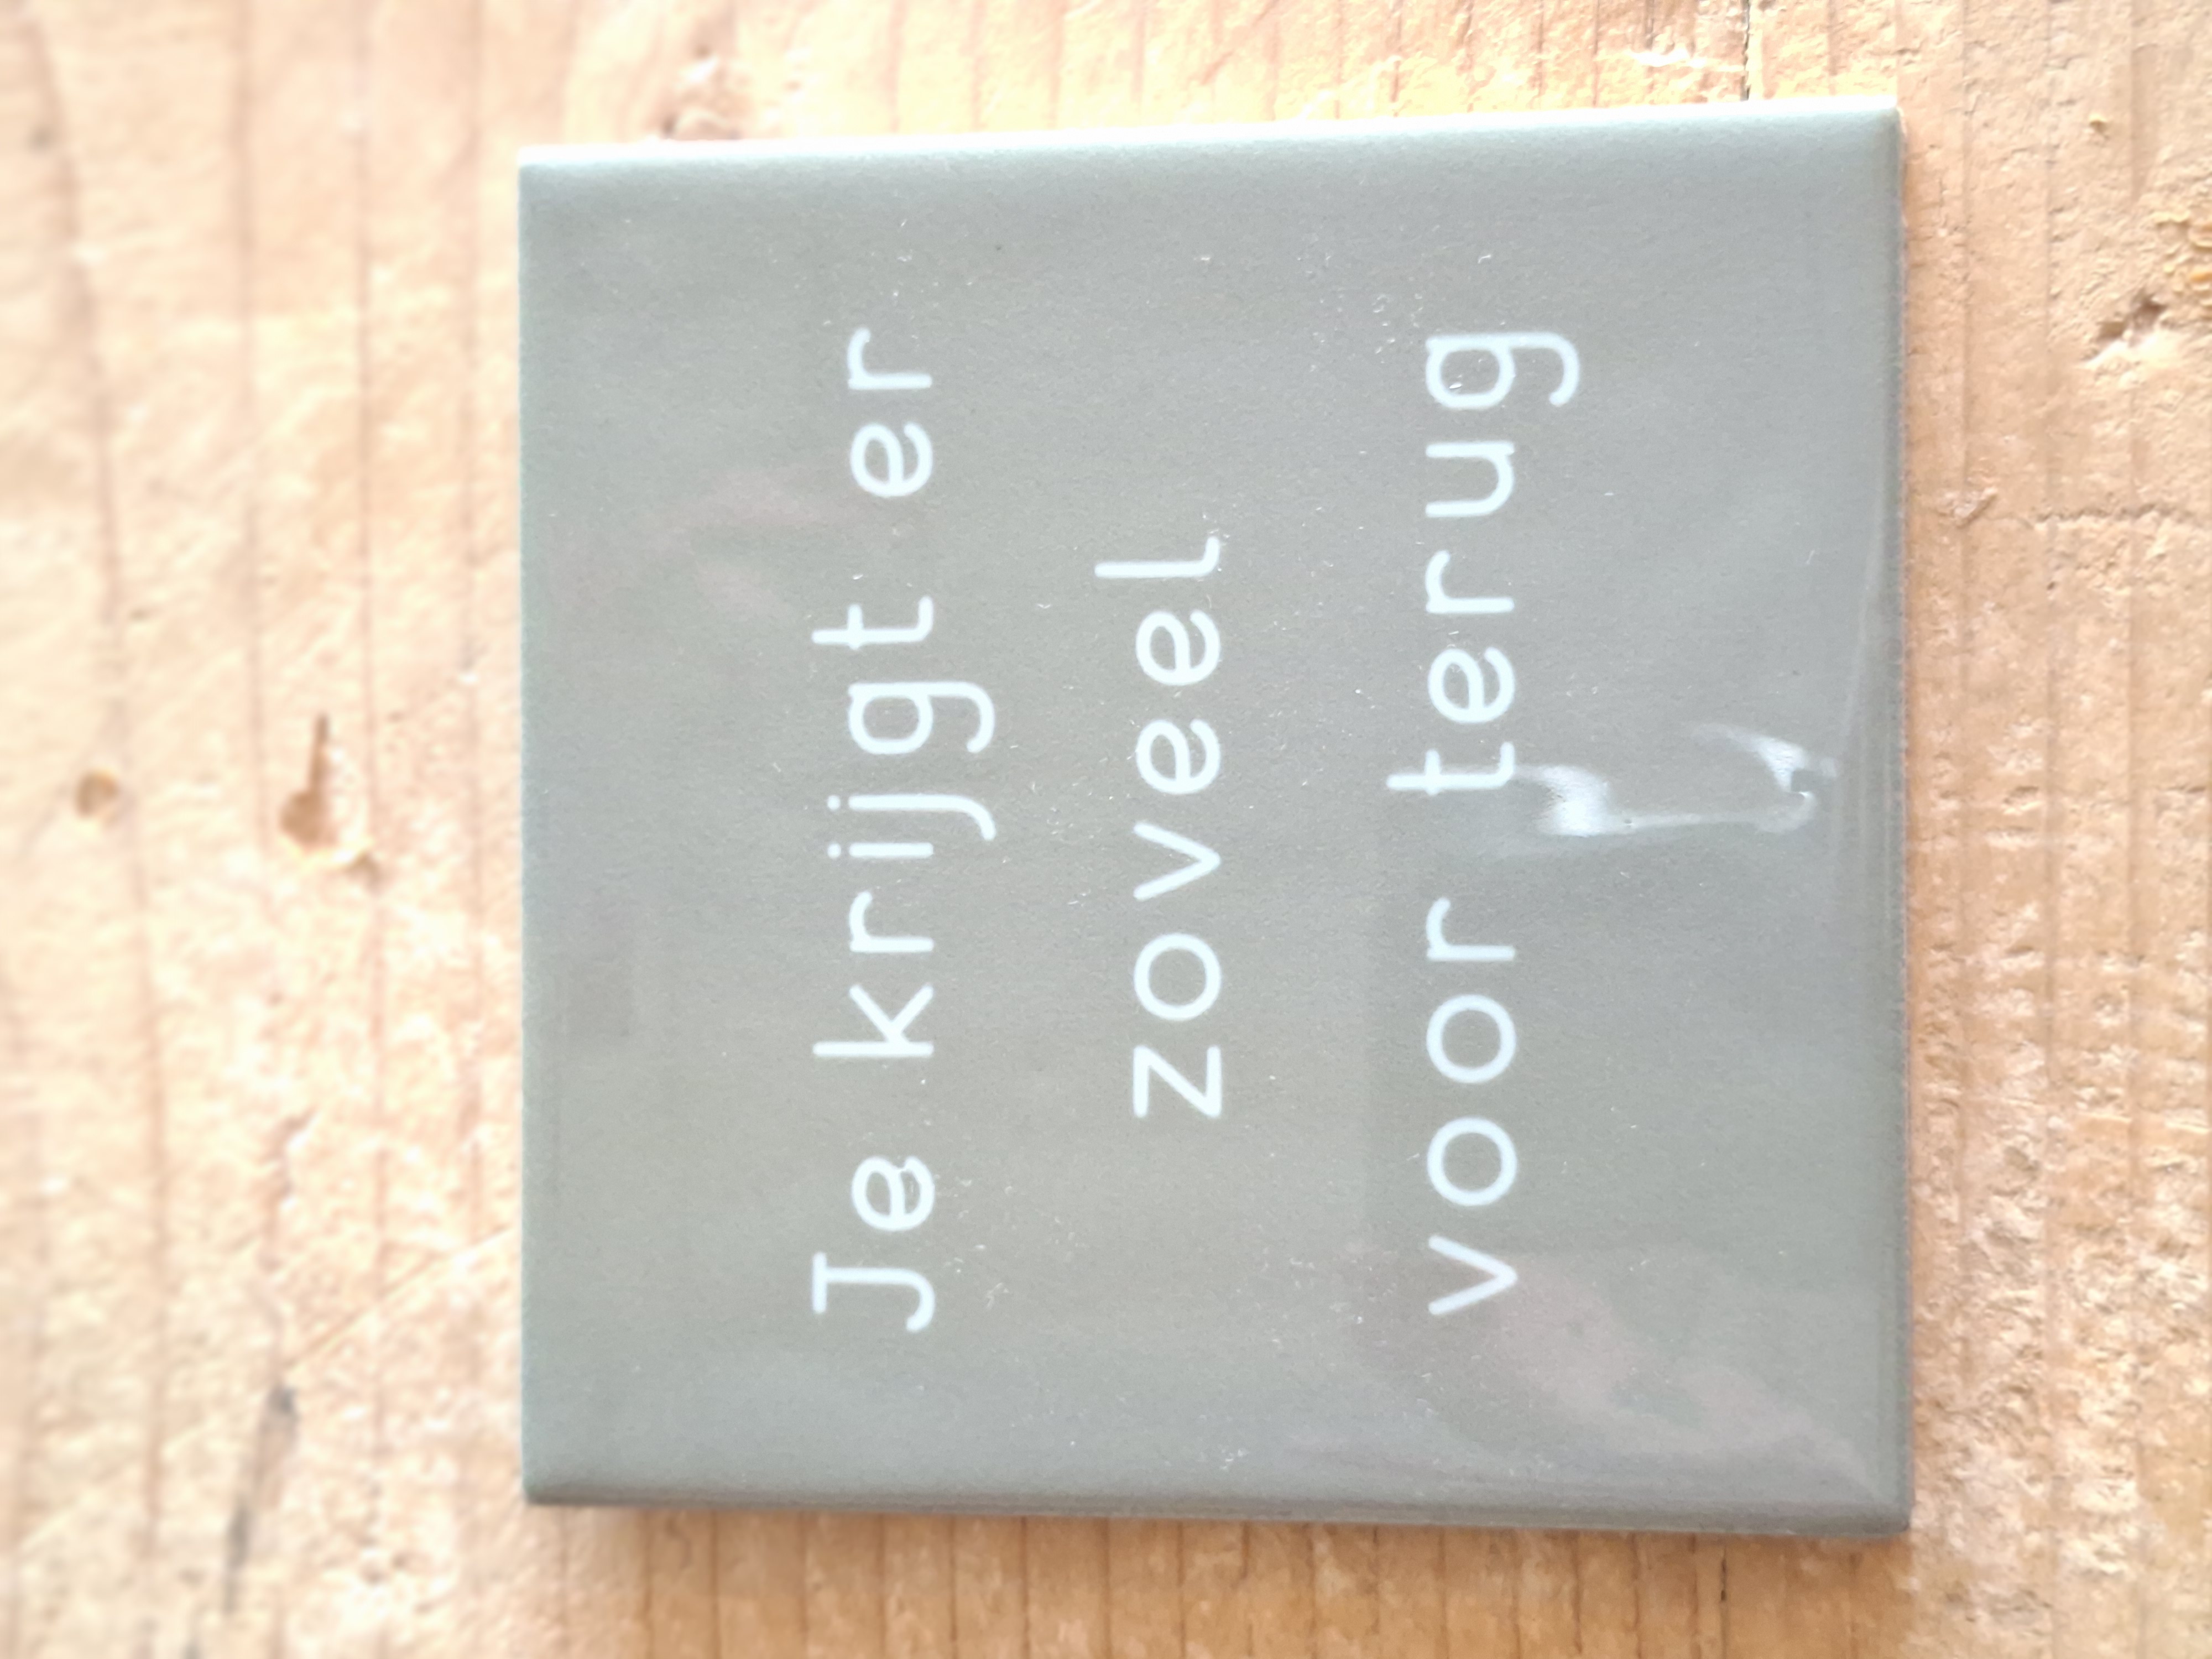 Je krijgt er
zoveel
voor terug